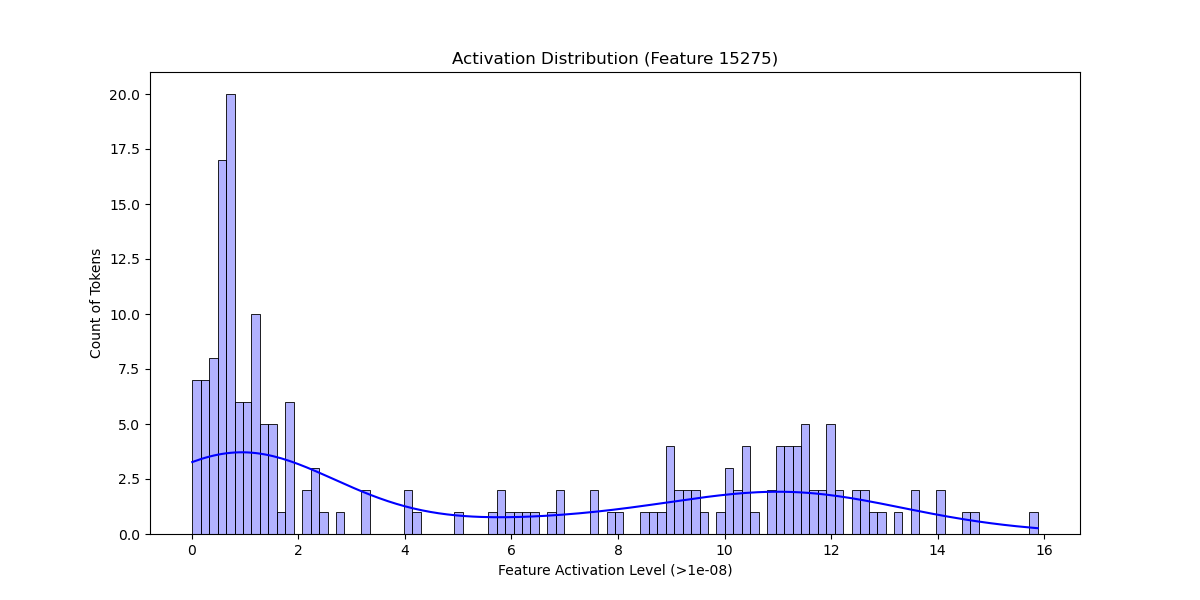 Activation Distribution (Feature 15275)
20.0
17.5
15.0
12.5
10.0
7.5
5.0
2.5
0.0
Count of Tokens
0 2 4 6 8 10 12 14 16
Feature Activation Level (>1e-08)